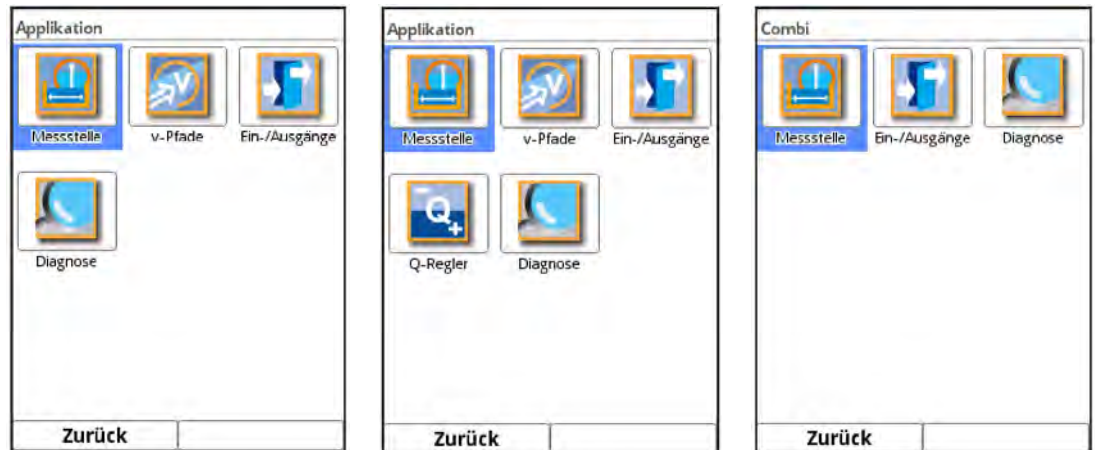 Applikation
Messstelle v-Pfade Ein-/Ausgänge
Diagnose
Zurück
Applikation
Messstelle v-Pfade Ein-/Ausgänge
Q-Regler Diagnose
Zurück
Combi
Messstelle Ein-/Ausgänge Diagnose
Zurück